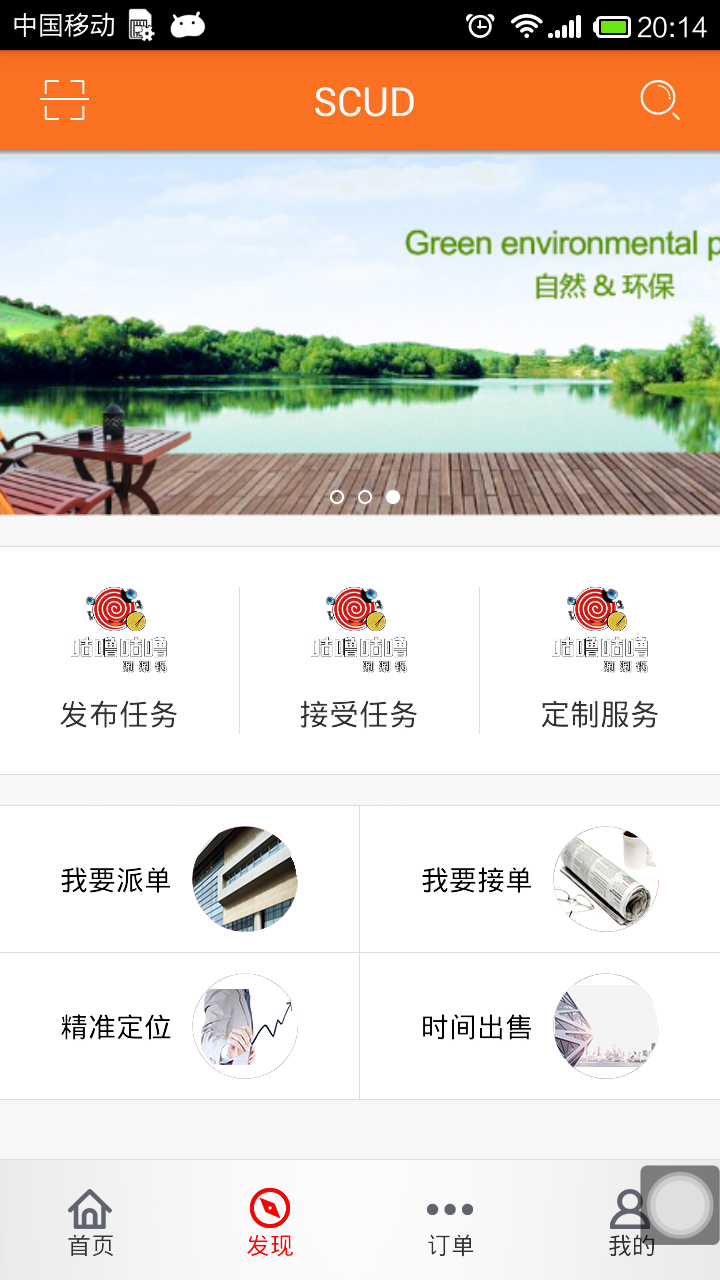 中国移动 20:14
SCUD
Green environmental p
自然 & 环保
咕噜咕噜 咕噜咕噜 咕噜咕噜
发布任务 接受任务 定制服务
我要派单 我要接单
精准定位 时间出售
首页 发现 订单 我的